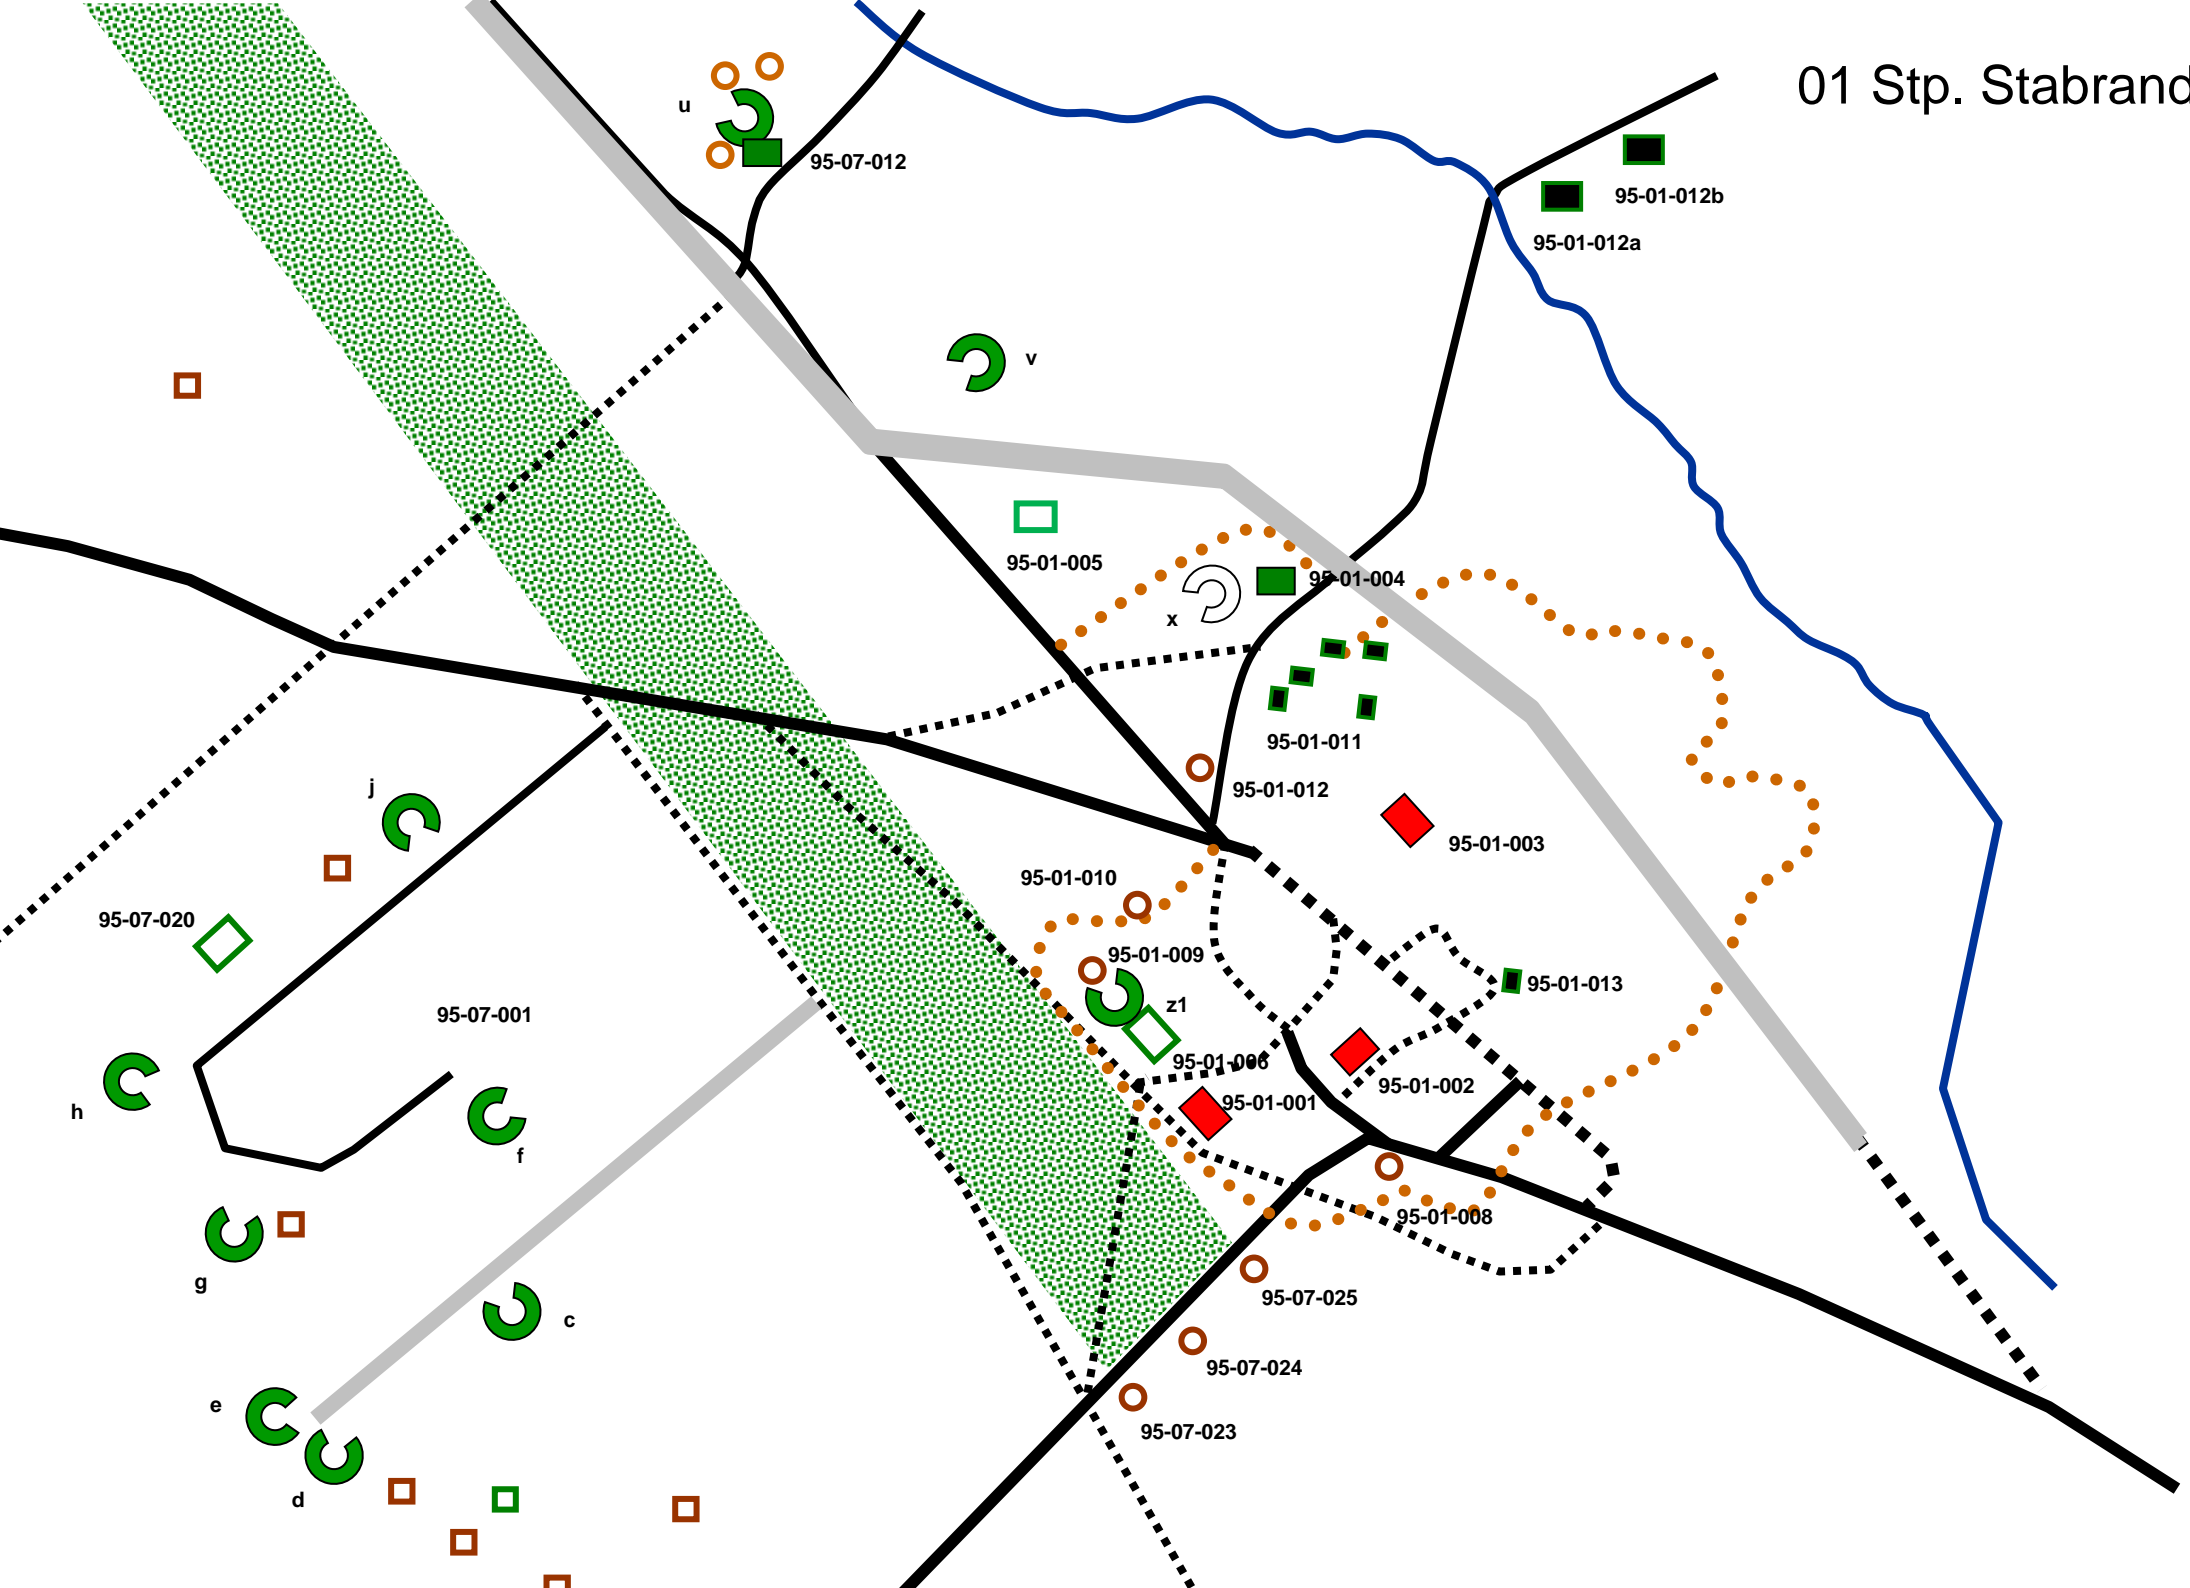 01 Stp. Stabrand
u
95-07-012
95-01-012b
95-01-012a
v
95-01-005
95-01-004
x
95-01-011
j
95-01-012
95-01-003
95-01-010
95-07-020
95-01-009
95-01-013
z1
95-07-001
95-01-006
95-01-002
h
95-01-001
f
95-01-008
g
95-07-025
c
95-07-024
e
95-07-023
d